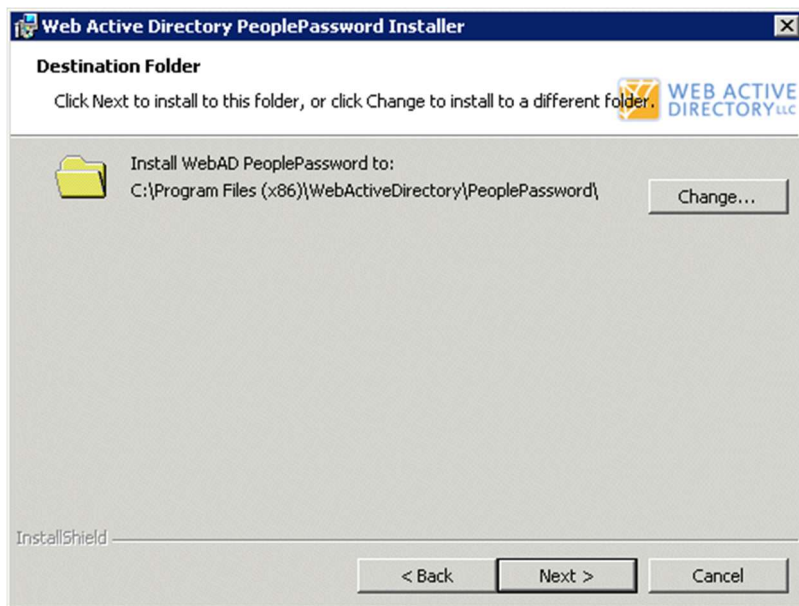 Web Active Directory PeoplePassword Installer
Destination Folder
Click Next to install to this folder, or click Change to install to a different folder.
WEB ACTIVE
DIRECTORY LLC
Install WebAD PeoplePassword to:
C:\Program Files (x86)\WebActiveDirectory\PeoplePassword\
Change...
InstallShield
< Back
Next >
Cancel